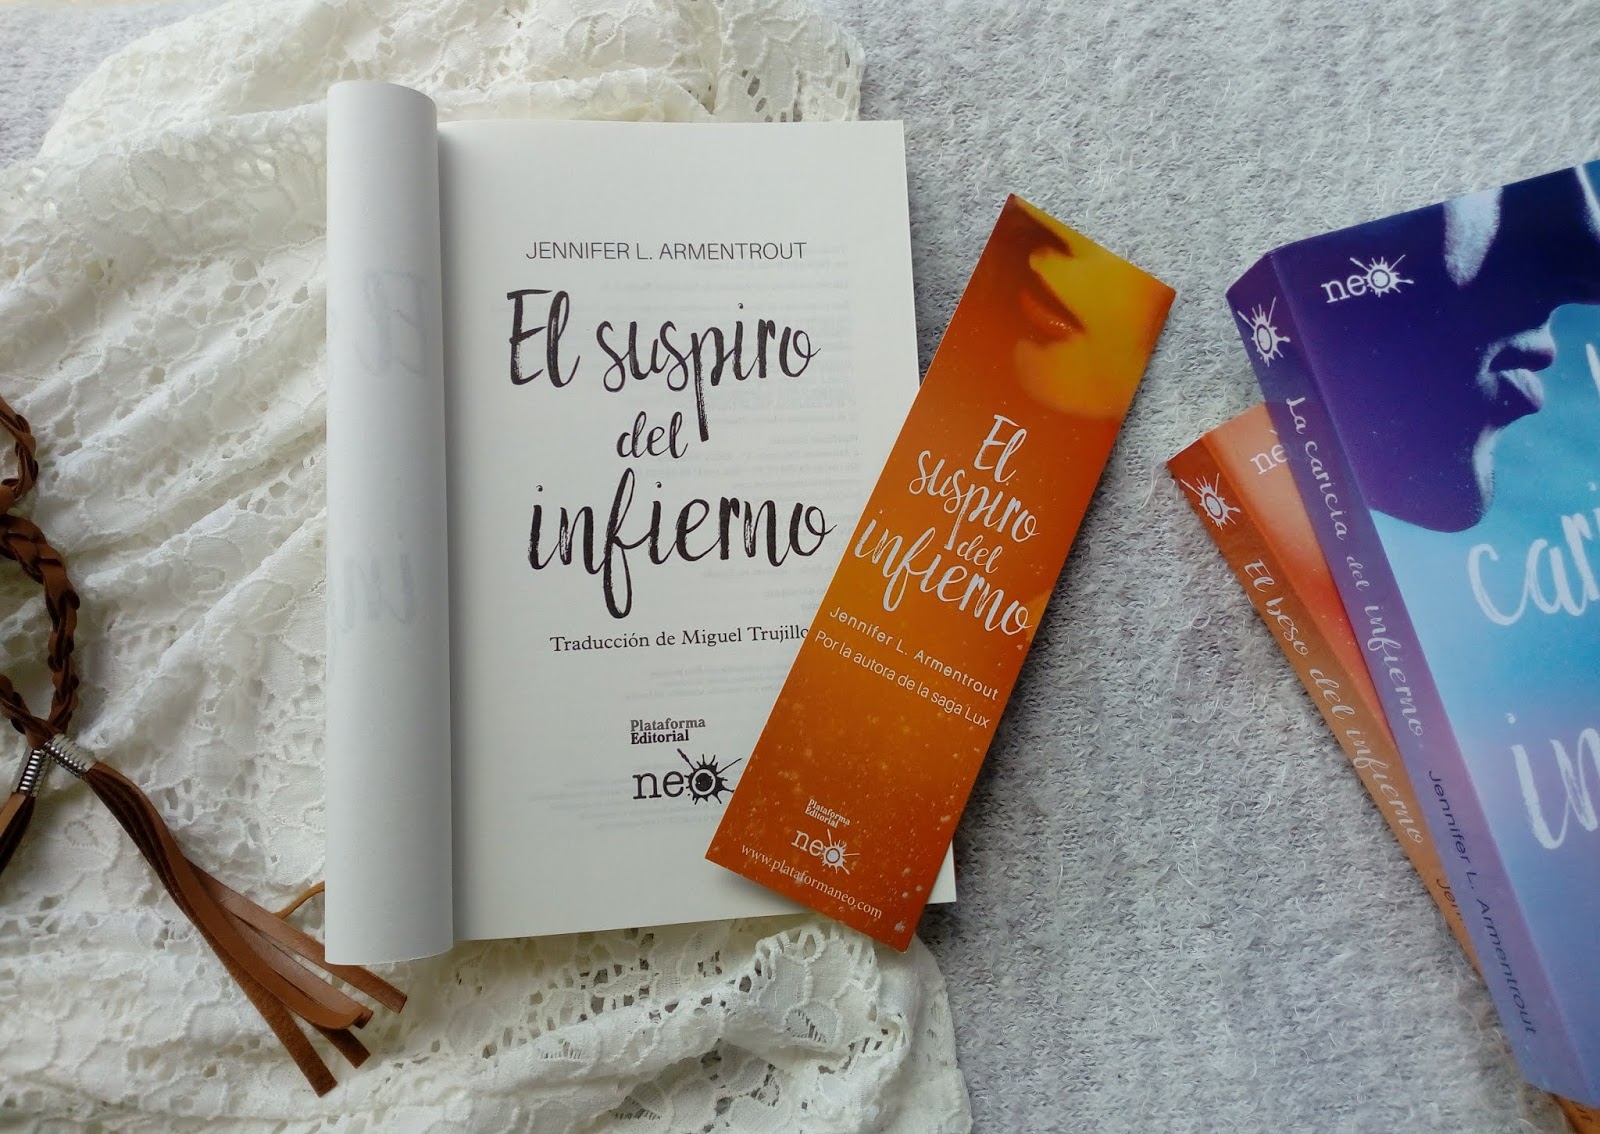 JENNIFER L. ARMENTROUT
El suspiro
del
infierno
Traducción de Miguel Trujillo
Plataforma
Editorial
neo
El
suspiro
del
infierno
Jennifer L. Armentrout
Por la autora de la saga Lux
Plataforma
Editorial
neo
www.plataformaneo.com
neo
La caricia del infierno Jennifer L. Armentrout
El beso del infierno